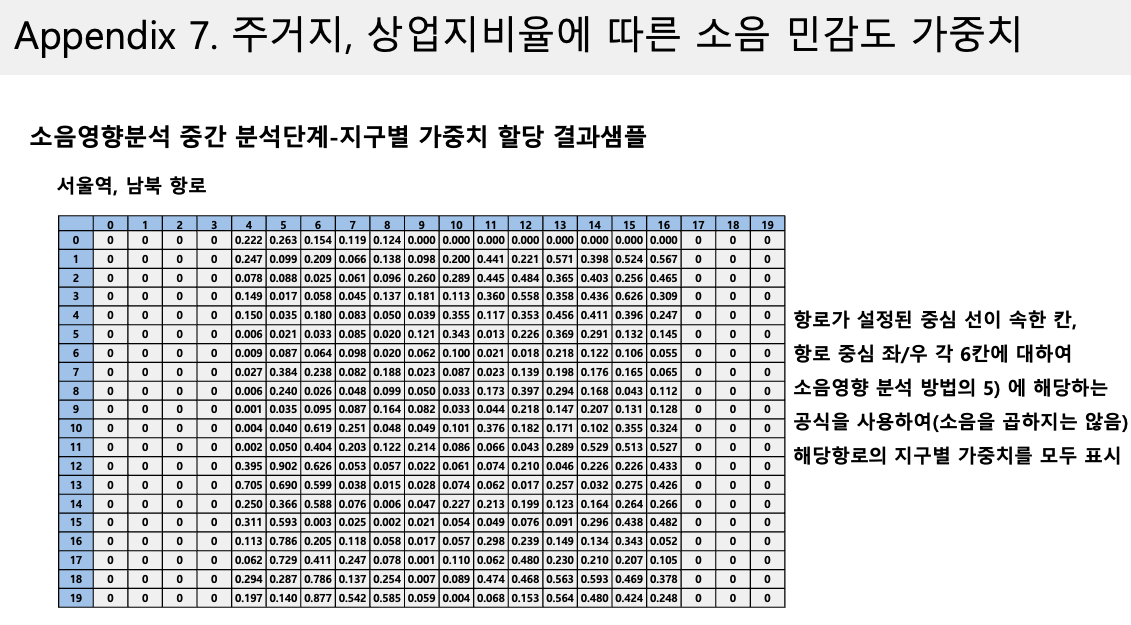 Appendix 7. 주거지, 상업지비율에 따른 소음 민감도 가중치
소음영향분석 중간 분석단계-지구별 가중치 할당 결과샘플
서울역, 남북 항로
0 1 2 3 4 5 6 7 8 9 10 11 12 13 14 15 16 17 18 19
0 0 0 0 0 0.222 0.263 0.154 0.119 0.124 0.000 0.000 0.000 0.000 0.000 0.000 0.000 0.000 0 0 0
1 0 0 0 0 0.247 0.099 0.209 0.066 0.138 0.098 0.200 0.441 0.221 0.571 0.398 0.524 0.567 0 0 0
2 0 0 0 0 0.078 0.088 0.025 0.061 0.096 0.260 0.289 0.445 0.484 0.365 0.403 0.256 0.465 0 0 0
3 0 0 0 0 0.149 0.017 0.058 0.045 0.137 0.181 0.113 0.360 0.558 0.358 0.436 0.626 0.309 0 0 0
4 0 0 0 0 0.150 0.035 0.180 0.083 0.050 0.039 0.355 0.117 0.353 0.456 0.411 0.396 0.247 0 0 0
5 0 0 0 0 0.006 0.021 0.033 0.085 0.020 0.121 0.343 0.013 0.226 0.369 0.291 0.132 0.145 0 0 0
6 0 0 0 0 0.009 0.087 0.064 0.098 0.020 0.062 0.100 0.021 0.018 0.218 0.122 0.106 0.055 0 0 0
7 0 0 0 0 0.027 0.384 0.238 0.082 0.188 0.023 0.087 0.023 0.139 0.198 0.176 0.165 0.065 0 0 0
8 0 0 0 0 0.006 0.240 0.026 0.048 0.099 0.050 0.033 0.173 0.397 0.294 0.168 0.043 0.112 0 0 0
9 0 0 0 0 0.001 0.035 0.095 0.087 0.164 0.082 0.033 0.044 0.218 0.147 0.207 0.131 0.128 0 0 0
10 0 0 0 0 0.004 0.040 0.619 0.251 0.048 0.049 0.101 0.376 0.182 0.171 0.102 0.355 0.324 0 0 0
11 0 0 0 0 0.002 0.050 0.404 0.203 0.122 0.214 0.086 0.066 0.043 0.289 0.529 0.513 0.527 0 0 0
12 0 0 0 0 0.395 0.902 0.626 0.053 0.057 0.022 0.061 0.074 0.210 0.046 0.226 0.226 0.433 0 0 0
13 0 0 0 0 0.705 0.690 0.599 0.038 0.015 0.028 0.074 0.062 0.017 0.257 0.032 0.275 0.426 0 0 0
14 0 0 0 0 0.250 0.366 0.588 0.076 0.006 0.047 0.227 0.213 0.199 0.123 0.164 0.264 0.266 0 0 0
15 0 0 0 0 0.311 0.593 0.003 0.025 0.002 0.021 0.054 0.049 0.076 0.091 0.296 0.438 0.482 0 0 0
16 0 0 0 0 0.113 0.786 0.205 0.118 0.058 0.017 0.057 0.298 0.239 0.149 0.134 0.343 0.052 0 0 0
17 0 0 0 0 0.062 0.729 0.411 0.247 0.078 0.001 0.110 0.062 0.480 0.230 0.210 0.207 0.105 0 0 0
18 0 0 0 0 0.294 0.287 0.786 0.137 0.254 0.007 0.089 0.474 0.468 0.563 0.593 0.469 0.378 0 0 0
19 0 0 0 0 0.197 0.140 0.877 0.542 0.585 0.059 0.004 0.068 0.153 0.564 0.480 0.424 0.248 0 0 0
항로가 설정된 중심 선이 속한 칸,
항로 중심 좌/우 각 6칸에 대하여
소음영향 분석 방법의 5) 에 해당하는
공식을 사용하여(소음을 곱하지는 않음)
해당항로의 지구별 가중치를 모두 표시